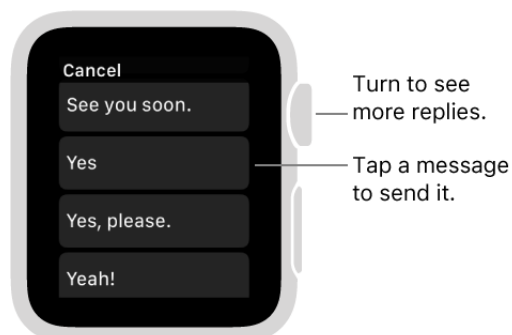 Cancel
See you soon.
Yes
Yes, please.
Yeah!
Turn to see
more replies.
Tap a message
to send it.